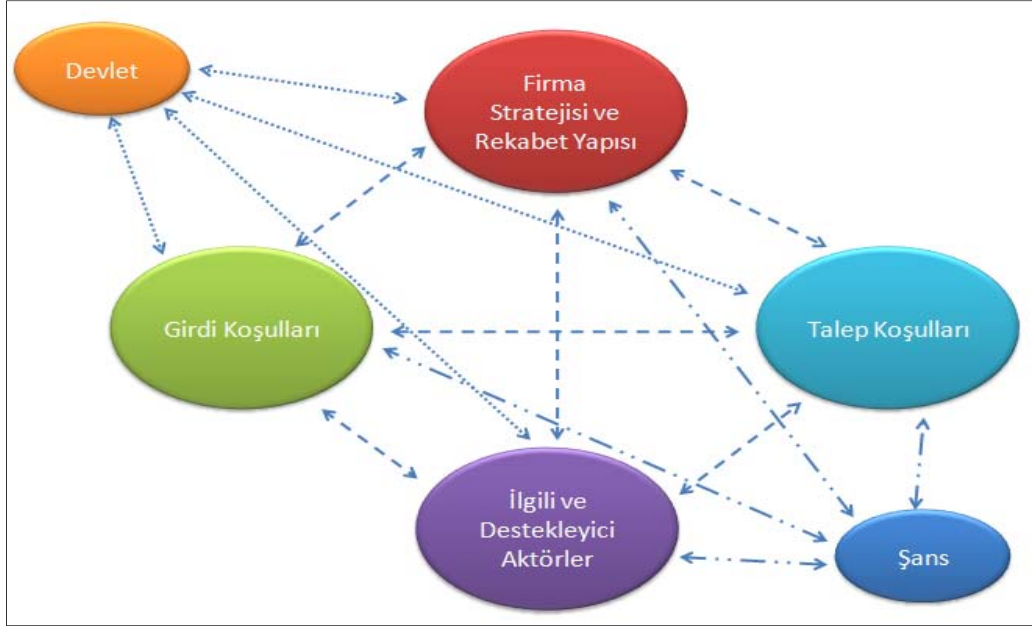 Devlet
Firma
Stratejisi ve
Rekabet Yapısı
Girdi Koşulları
Talep Koşulları
İlgili ve
Destekleyici
Aktörler
Şans